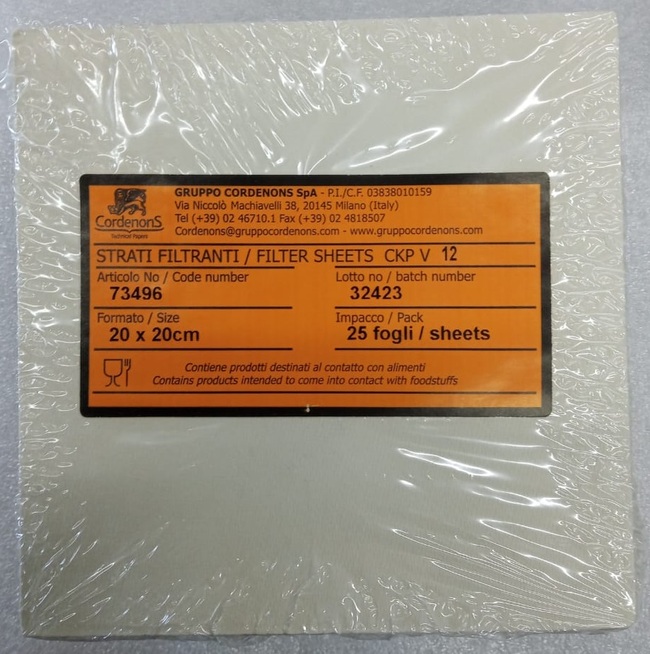 CordenonS
Technical Papers
GRUPPO CORDENONS SpA - P.I./C.F. 03838010159
Via Niccolò Machiavelli 38, 20145 Milano (Italy)
Tel (+39) 02 46710.1 Fax (+39) 02 4818507
Cordenons@gruppocordenons.com - www.gruppocordenons.com
STRATI FILTRANTI / FILTER SHEETS CKP V 12
Articolo No / Code number
73496
Lotto no / batch number
32423
Formato / Size
20 x 20cm
Impacco / Pack
25 fogli / sheets
Contiene prodotti destinati al contatto con alimenti
Contains products intended to come into contact with foodstuffs